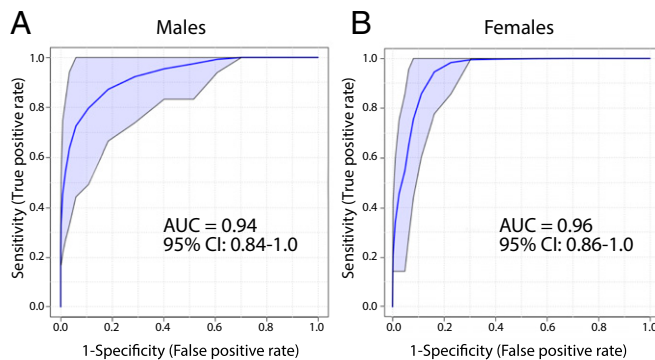 A
Males
Sensitivity (True positive rate)
1.0
0.8
0.6
0.4
0.2
0.0
AUC = 0.94
95% CI: 0.84-1.0
0.0 0.2 0.4 0.6 0.8 1.0
1-Specificity (False positive rate)
B
Females
Sensitivity (True positive rate)
1.0
0.8
0.6
0.4
0.2
0.0
AUC = 0.96
95% CI: 0.86-1.0
0.0 0.2 0.4 0.6 0.8 1.0
1-Specificity (False positive rate)